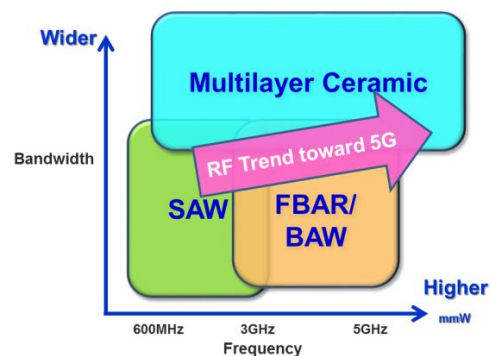 Wider
Multilayer Ceramic
RF Trend toward 5G
Bandwidth
SAW
FBAR/
BAW
Higher
mmW
600MHz 3GHz 5GHz
Frequency